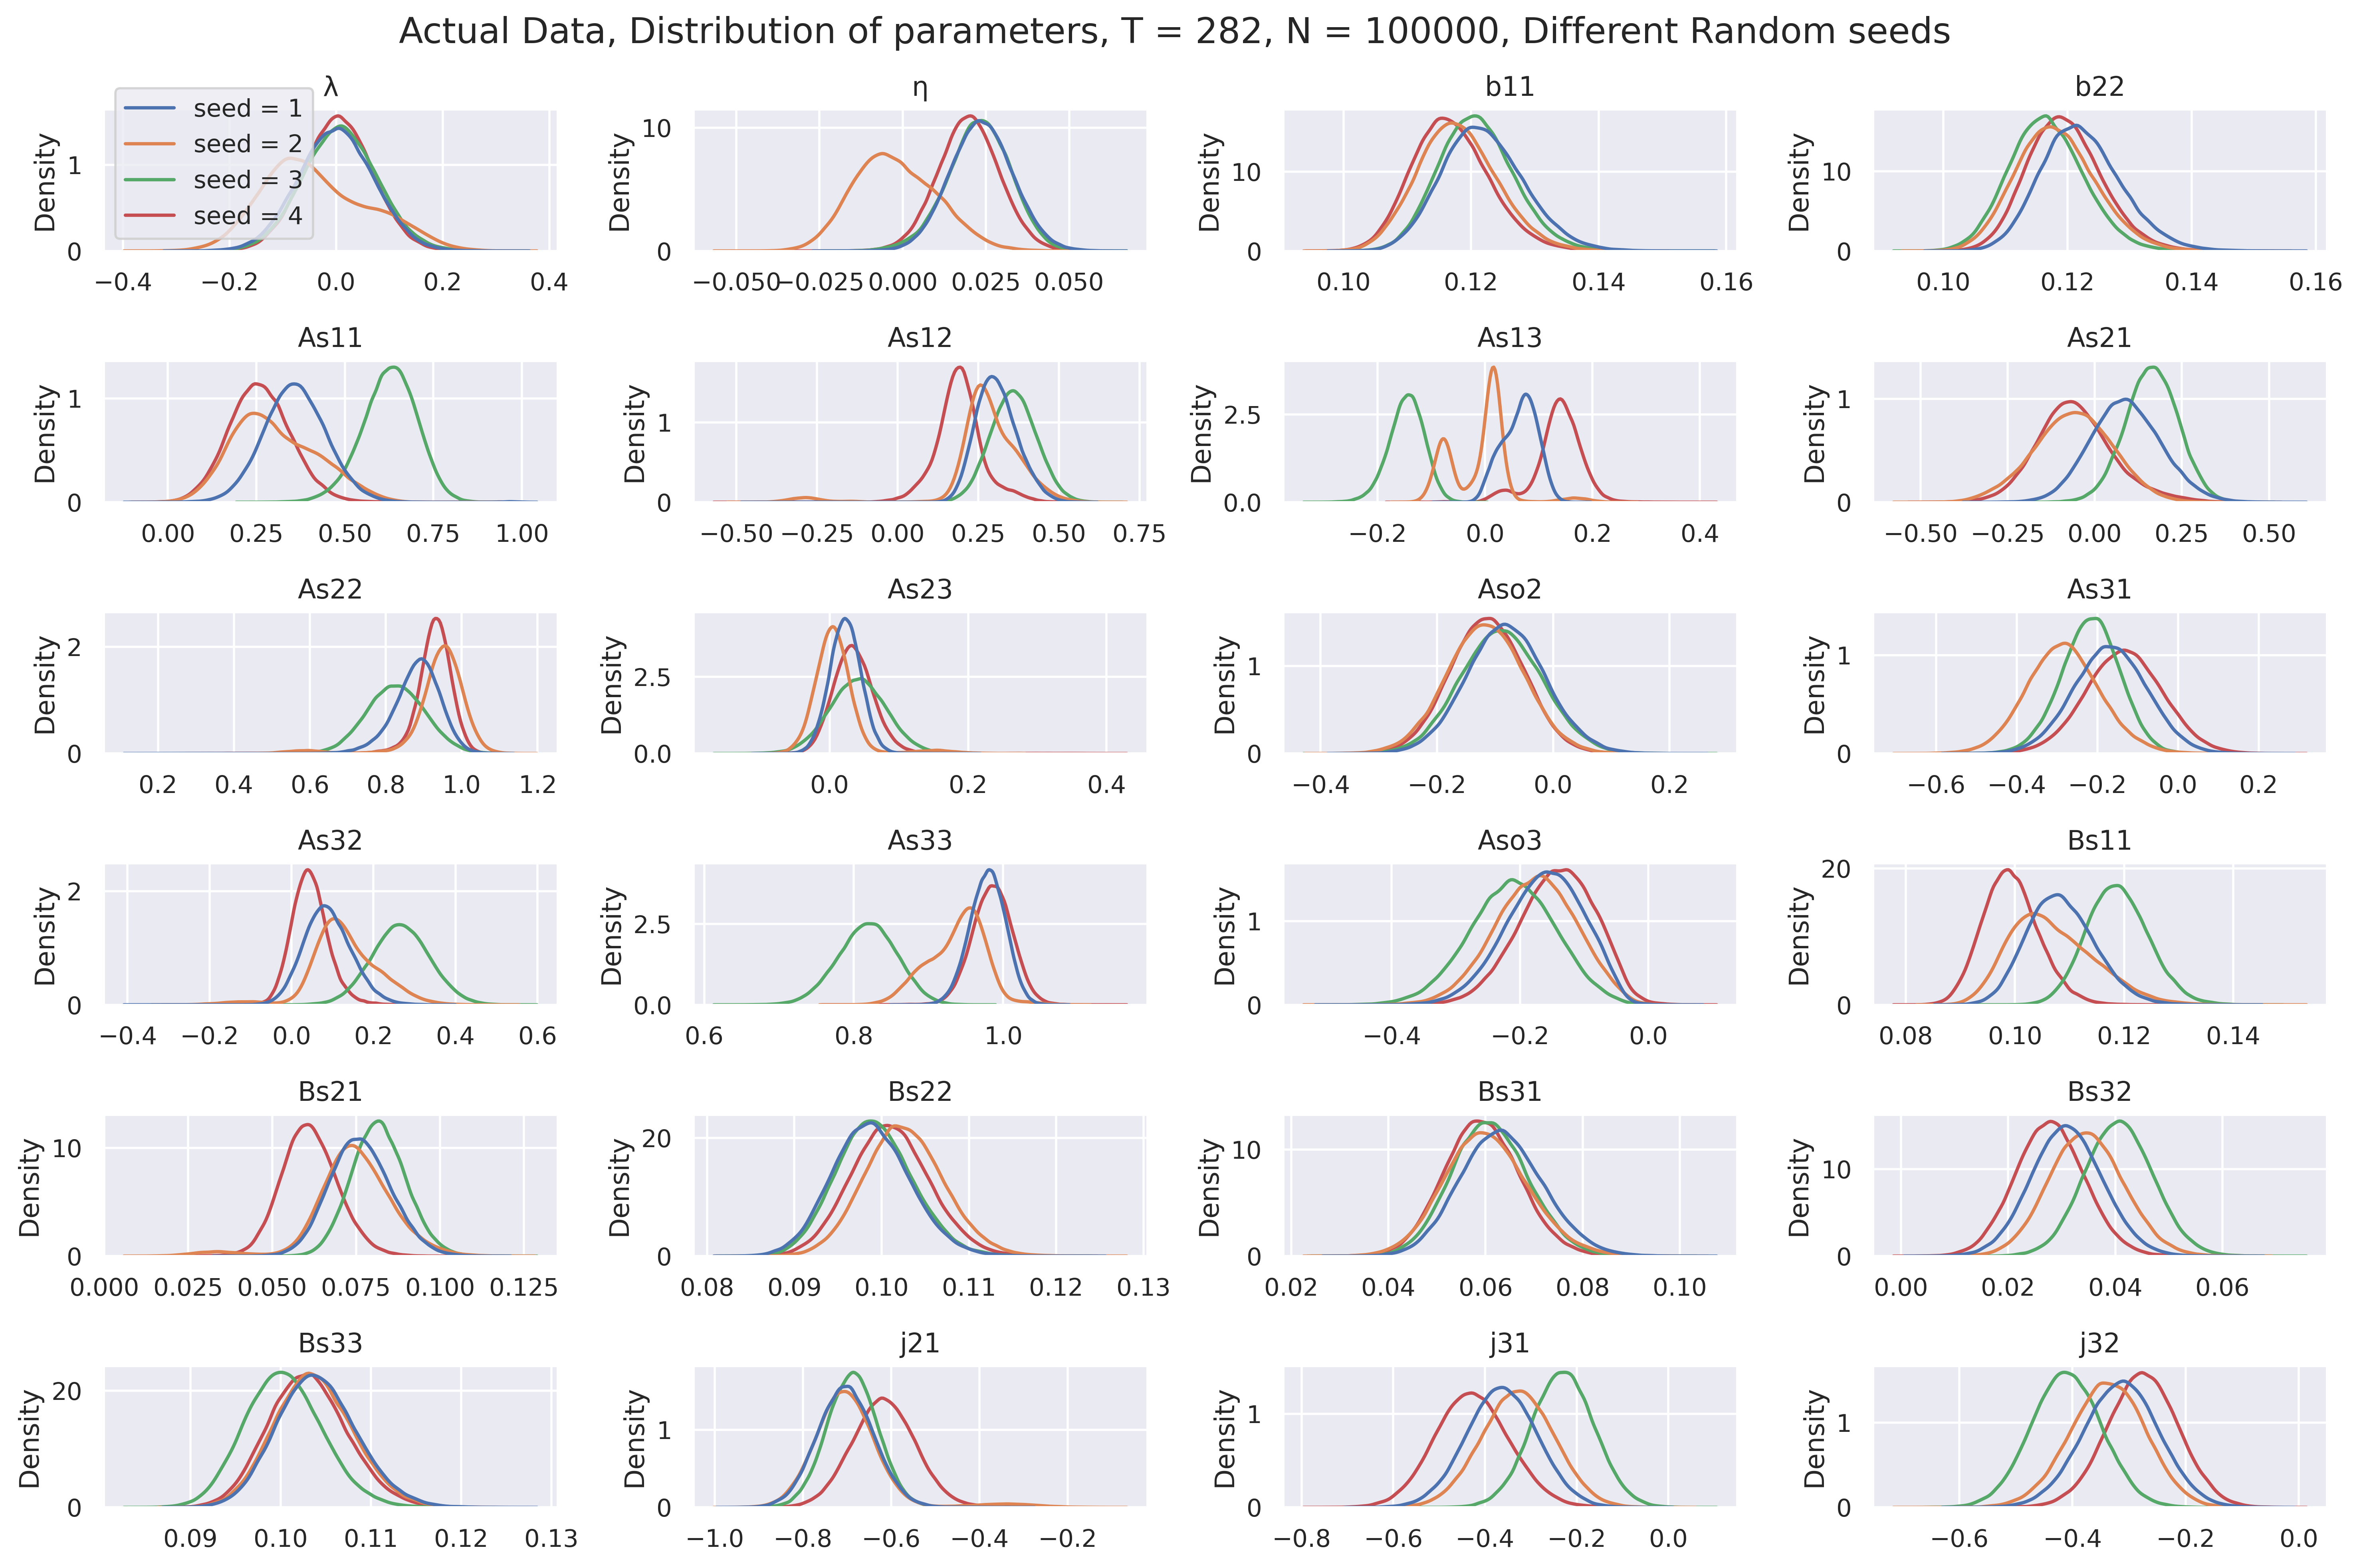 Actual Data, Distribution of parameters, T = 282, N = 100000, Different Random seeds
λ
η
b11
b22
seed = 1
seed = 2
seed = 3
seed = 4
Density
0
1
−0.4 −0.2 0.0 0.2 0.4
Density
0
10
−0.050 −0.025 0.000 0.025 0.050
Density
0
10
0.10 0.12 0.14 0.16
Density
0
10
0.10 0.12 0.14 0.16
As11
As12
As13
As21
Density
0
1
0.00 0.25 0.50 0.75 1.00
Density
0
1
−0.50 −0.25 0.00 0.25 0.50 0.75
Density
0.0
2.5
−0.2 0.0 0.2 0.4
Density
0
1
−0.50 −0.25 0.00 0.25 0.50
As22
As23
Aso2
As31
Density
0
2
0.2 0.4 0.6 0.8 1.0 1.2
Density
0.0
2.5
0.0 0.2 0.4
Density
0
1
−0.4 −0.2 0.0 0.2
Density
0
1
−0.6 −0.4 −0.2 0.0 0.2
As32
As33
Aso3
Bs11
Density
0
2
−0.4 −0.2 0.0 0.2 0.4 0.6
Density
0.0
2.5
0.6 0.8 1.0
Density
0
1
−0.4 −0.2 0.0
Density
0
20
0.08 0.10 0.12 0.14
Bs21
Bs22
Bs31
Bs32
Density
0
10
0.000 0.025 0.050 0.075 0.100 0.125
Density
0
20
0.08 0.09 0.10 0.11 0.12 0.13
Density
0
10
0.02 0.04 0.06 0.08 0.10
Density
0
10
0.00 0.02 0.04 0.06
Bs33
j21
j31
j32
Density
0
20
0.09 0.10 0.11 0.12 0.13
Density
0
1
−1.0 −0.8 −0.6 −0.4 −0.2
Density
0
1
−0.8 −0.6 −0.4 −0.2 0.0
Density
0
1
−0.6 −0.4 −0.2 0.0